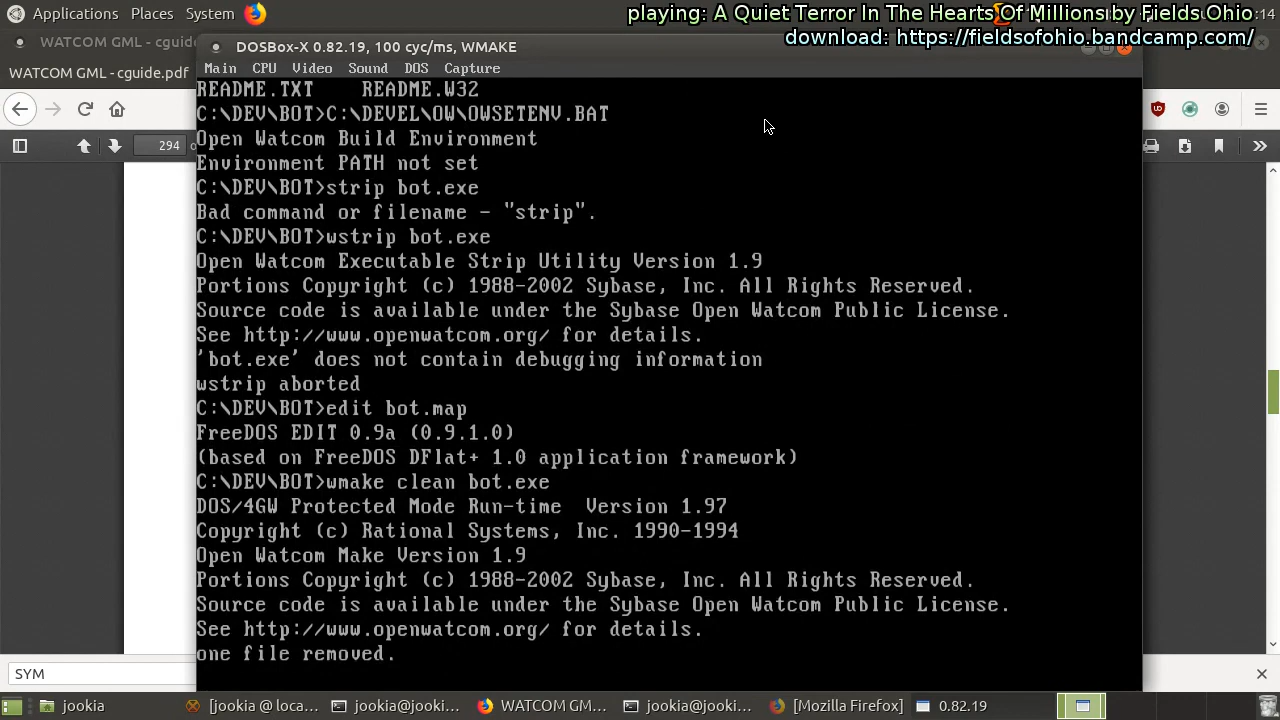 Applications Places System
playing: A Quiet Terror In The Hearts Of Millions by Fields Ohio
14
download: https://fieldsofohio.bandcamp.com/
WATCOM GML - cguide
DOSBox-X 0.82.19, 100 cyc/ms, WMAKE
WATCOM GML - cguide.pdf
Main CPU Video Sound DOS Capture
294
README.TXT README.W32
C:\DEV\BOT>C:\DEVEL\OW\OWSETENV.BAT
Open Watcom Build Environment
Environment PATH not set
C:\DEV\BOT>strip bot.exe
Bad command or filename - "strip".
C:\DEV\BOT>wstrip bot.exe
Open Watcom Executable Strip Utility Version 1.9
Portions Copyright (c) 1988-2002 Sybase, Inc. All Rights Reserved.
Source code is available under the Sybase Open Watcom Public License.
See http://www.openwatcom.org/ for details.
'bot.exe' does not contain debugging information
wstrip aborted
C:\DEV\BOT>edit bot.map
FreeDOS EDIT 0.9a (0.9.1.0)
(based on FreeDOS DFlat+ 1.0 application framework)
C:\DEV\BOT>wmake clean bot.exe
DOS/4GW Protected Mode Run-time  Version 1.97
Copyright (c) Rational Systems, Inc. 1990-1994
Open Watcom Make Version 1.9
Portions Copyright (c) 1988-2002 Sybase, Inc. All Rights Reserved.
Source code is available under the Sybase Open Watcom Public License.
See http://www.openwatcom.org/ for details.
one file removed.
SYM
jookia [jookia @ loca... jookia@jooki... WATCOM GM... jookia@jooki... [Mozilla Firefox] 0.82.19